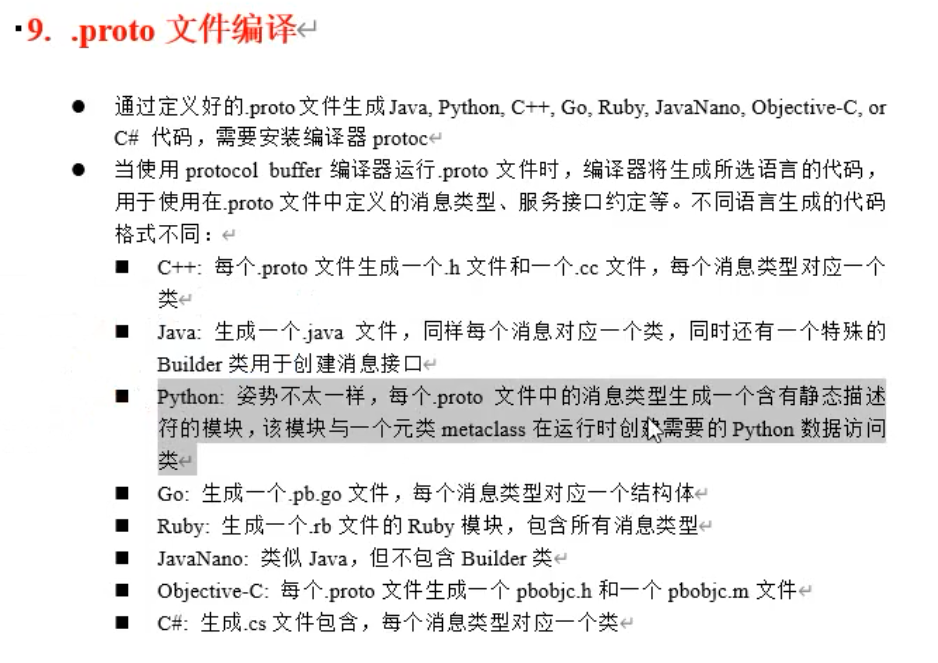 9. .proto 文件编译
通过定义好的.proto 文件生成 Java, Python, C++, Go, Ruby, JavaNano, Objective-C, or
C# 代码，需要安装编译器 protoc
当使用 protocol buffer 编译器运行.proto 文件时，编译器将生成所选语言的代码，
用于使用在.proto 文件中定义的消息类型、服务接口约定等。不同语言生成的代码
格式不同：
C++: 每个.proto 文件生成一个.h 文件和一个.cc 文件，每个消息类型对应一个
类
Java: 生成一个.java 文件，同样每个消息对应一个类，同时还有一个特殊的
Builder 类用于创建消息接口
Python: 姿势不太一样，每个.proto 文件中的消息类型生成一个含有静态描述
符的模块，该模块与一个元类 metaclass 在运行时创建需要的 Python 数据访问
类
Go: 生成一个.pb.go 文件，每个消息类型对应一个结构体
Ruby: 生成一个.rb 文件的 Ruby 模块，包含所有消息类型
JavaNano: 类似 Java，但不包含 Builder 类
Objective-C: 每个.proto 文件生成一个 pbobjc.h 和一个 pbobjc.m 文件
C#: 生成.cs 文件包含，每个消息类型对应一个类